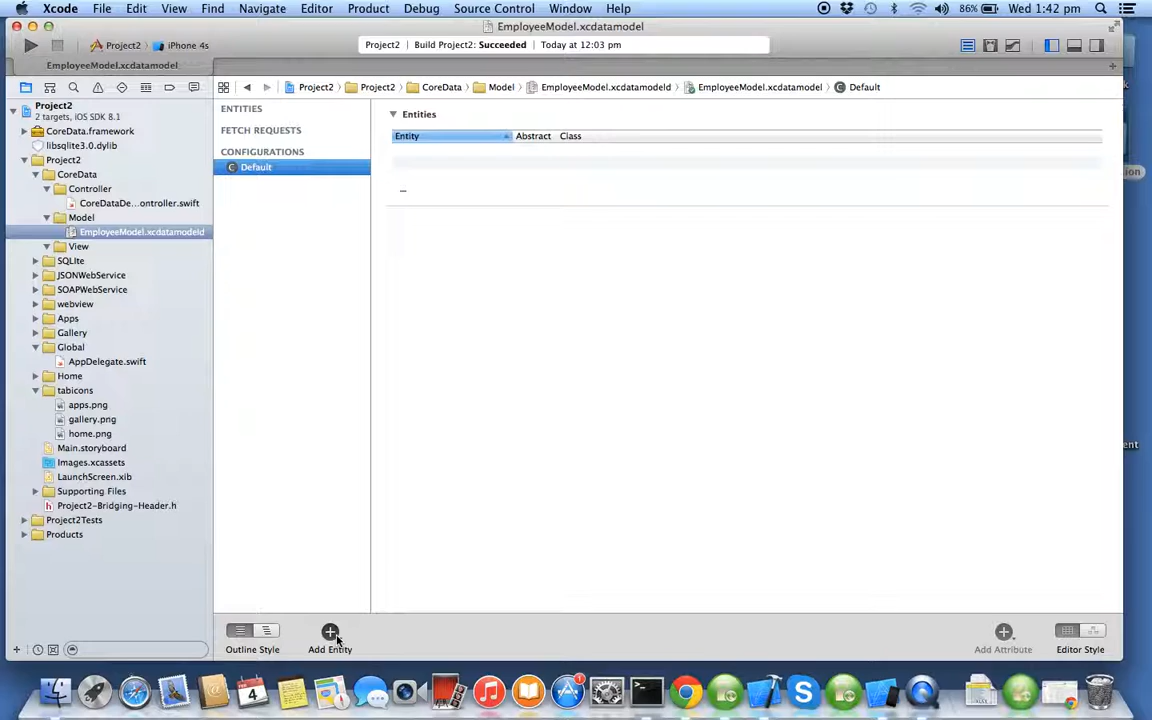 Xcode File Edit View Find Navigate Editor Product Debug Source Control Window Help 86% Wed 1:42 pm
EmployeeModel.xcdatamodel
Project2 iPhone 4s Project2 Build Project2: Succeeded Today at 12:03 pm
EmployeeModel.xcdatamodel
Project2 Project2 CoreData Model EmployeeModel.xcdatamodeld EmployeeModel.xcdatamodel Default
Project2
2 targets, iOS SDK 8.1
CoreData.framework
libsqlite3.0.dylib
Project2
CoreData
Controller
CoreDataDe...ontroller.swift
Model
EmployeeModel.xcdatamodeld
View
SQLIte
JSONWebService
SOAPWebService
webview
Apps
Gallery
Global
AppDelegate.swift
Home
tabicons
apps.png
gallery.png
home.png
Main.storyboard
Images.xcassets
LaunchScreen.xib
Supporting Files
Project2-Bridging-Header.h
Project2Tests
Products
ENTITIES
FETCH REQUESTS
CONFIGURATIONS
C Default
Entities
Entity Abstract Class
Outline Style Add Entity Add Attribute Editor Style
FEB
4